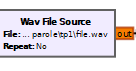 Wav File Source
File: ... parole\tp1\file.wav
Repeat: No
out